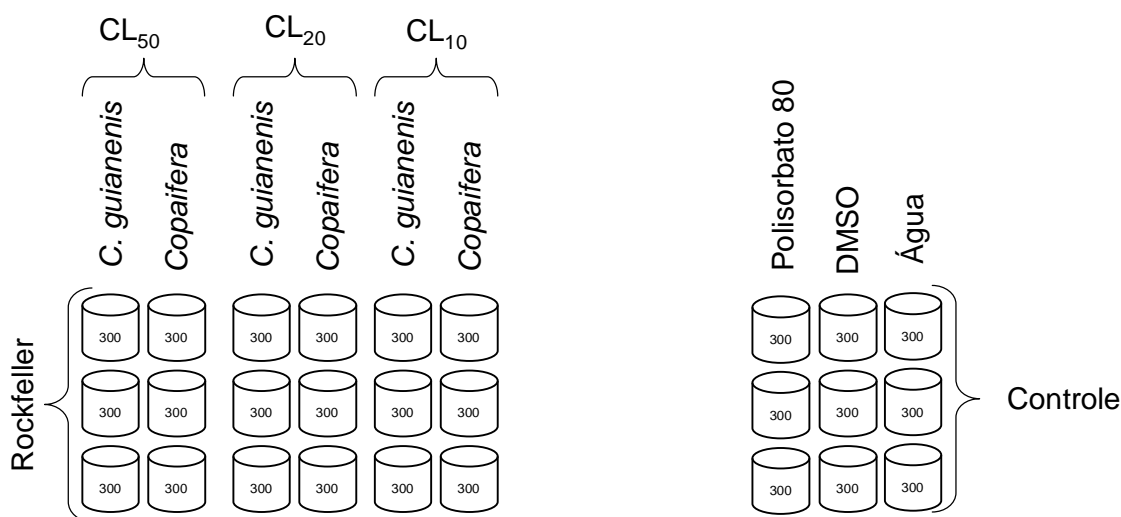 CL50 CL20 CL10
C. guianenis Copaifera C. guianenis Copaifera C. guianenis Copaifera Polisorbato 80 DMSO Água
300 300 300 300 300 300 300 300 300
Rockfeller 300 300 300 300 300 300 300 300 300 Controle
300 300 300 300 300 300 300 300 300